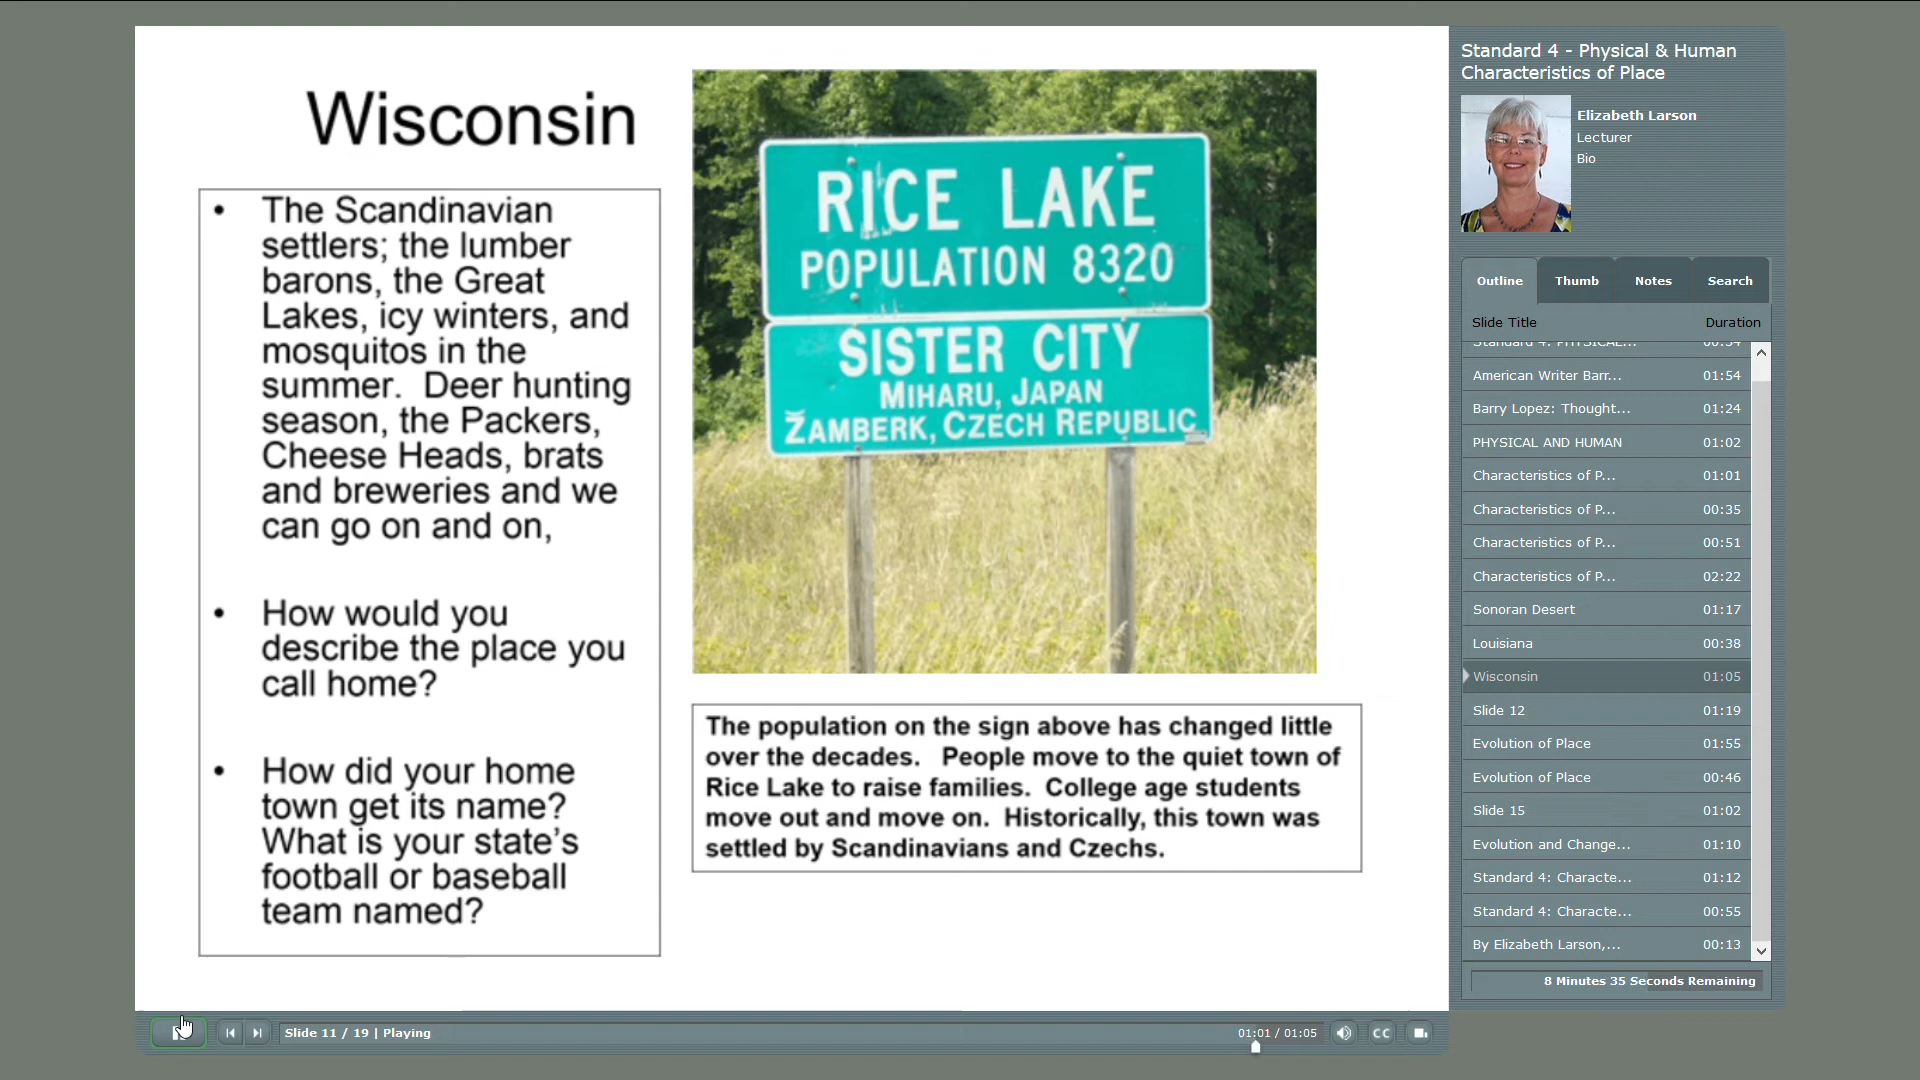 Wisconsin
• The Scandinavian
settlers; the lumber
barons, the Great
Lakes, icy winters, and
mosquitos in the
summer. Deer hunting
season, the Packers,
Cheese Heads, brats
and breweries and we
can go on and on,
• How would you
describe the place you
call home?
• How did your home
town get its name?
What is your state's
football or baseball
team named?
RICE LAKE
POPULATION 8320
SISTER CITY
MIHARU, JAPAN
ŽAMBERK, CZECH REPUBLIC
The population on the sign above has changed little
over the decades. People move to the quiet town of
Rice Lake to raise families. College age students
move out and move on. Historically, this town was
settled by Scandinavians and Czechs.
Standard 4 - Physical & Human
Characteristics of Place
Elizabeth Larson
Lecturer
Bio
Outline Thumb Notes Search
Slide Title Duration
Standard 4: PHYSICAL... 00:34
American Writer Barr... 01:54
Barry Lopez: Thought... 01:24
PHYSICAL AND HUMAN 01:02
Characteristics of P... 01:01
Characteristics of P... 00:35
Characteristics of P... 00:51
Characteristics of P... 02:22
Sonoran Desert 01:17
Louisiana 00:38
Wisconsin 01:05
Slide 12 01:19
Evolution of Place 01:55
Evolution of Place 00:46
Slide 15 01:02
Evolution and Change... 01:10
Standard 4: Characte... 01:12
Standard 4: Characte... 00:55
By Elizabeth Larson,... 00:13
8 Minutes 35 Seconds Remaining
Slide 11 / 19 | Playing
01:01 / 01:05
CC